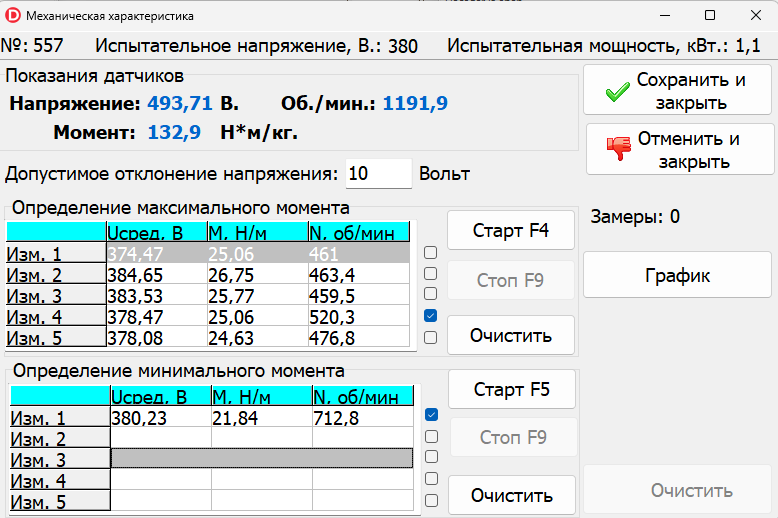 Механическая характеристика
№: 557 Испытательное напряжение, В.: 380 Испытательная мощность, кВт.: 1,1
Показания датчиков
Напряжение: 493,71 В. Об./мин.: 1191,9
Момент: 132,9 Н*м/кг.
Сохранить и закрыть
Отменить и закрыть
Допустимое отклонение напряжения: 10 Вольт
Определение максимального момента
Uсред, В М, Н/м N, об/мин
Изм. 1 374,47 25,06 461
Изм. 2 384,65 26,75 463,4
Изм. 3 383,53 25,77 459,5
Изм. 4 378,47 25,06 520,3
Изм. 5 378,08 24,63 476,8
Старт F4
Стоп F9
Очистить
Замеры: 0
График
Определение минимального момента
Uсред, В М, Н/м N, об/мин
Изм. 1 380,23 21,84 712,8
Изм. 2
Изм. 3
Изм. 4
Изм. 5
Старт F5
Стоп F9
Очистить
Очистить